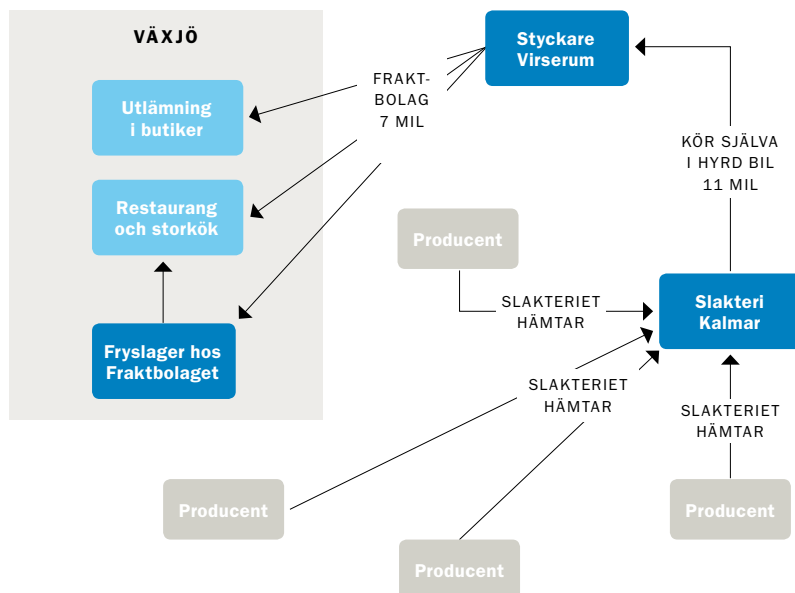 VÄXJÖ
Utlämning
i butiker
Restaurang
och storkök
Fryslager hos
Fraktbolaget
FRAKT-
BOLAG
7 MIL
Styckare
Virserum
KÖR SJÄLVA
I HYRD BIL
11 MIL
Producent
SLAKTERIET
HÄMTAR
Slakteri
Kalmar
SLAKTERIET
HÄMTAR
SLAKTERIET
HÄMTAR
Producent
Producent
Producent